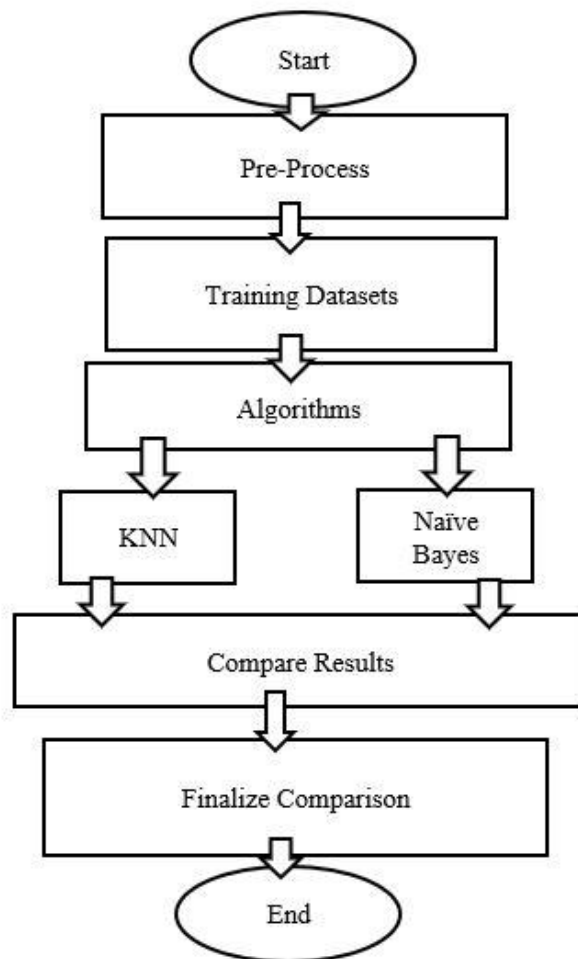 Start
Pre-Process
Training Datasets
Algorithms
KNN
Naïve
Bayes
Compare Results
Finalize Comparison
End